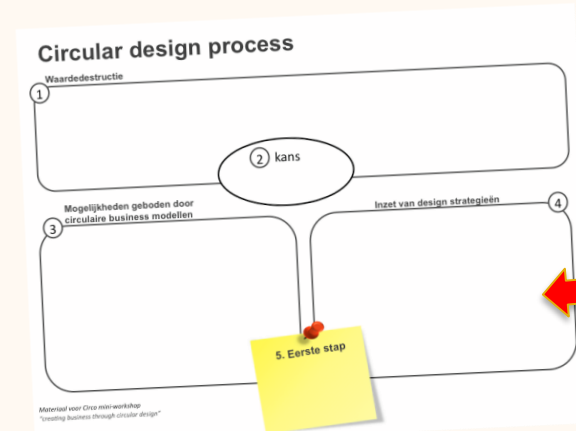 Circular design process
1
Waardedestructie
2 kans
3
Mogelijkheden geboden door
circulaire business modellen
Inzet van design strategieën
4
5. Eerste stap
Materiaal voor Circo mini-workshop
"creating business through circular design"